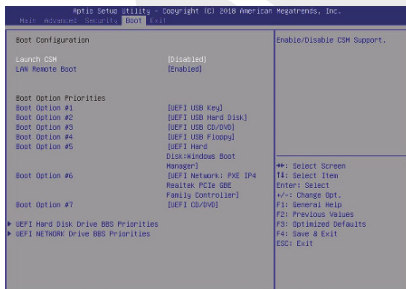 Aptio Setup Utility - Copyright (C) 2018 American Megatrends, Inc.
Main Advanced Security Boot Exit
Boot Configuration
Enable/Disable CSM Support.
Launch CSM [Disabled]
LAN Remote Boot [Enabled]
Boot Option Priorities
Boot Option #1 [UEFI USB Key]
Boot Option #2 [UEFI USB Hard Disk]
Boot Option #3 [UEFI USB CD/DVD]
Boot Option #4 [UEFI USB Floppy]
Boot Option #5 [UEFI Hard
Disk:Windows Boot
Manager]
Boot Option #6 [UEFI Network: PXE IP4
Realtek PCIe GBE
Family Controller]
Boot Option #7 [UEFI CD/DVD]
▶ UEFI Hard Disk Drive BBS Priorities
▶ UEFI NETWORK Drive BBS Priorities
→←: Select Screen
↑↓: Select Item
Enter: Select
+/-: Change Opt.
F1: General Help
F2: Previous Values
F3: Optimized Defaults
F4: Save & Exit
ESC: Exit